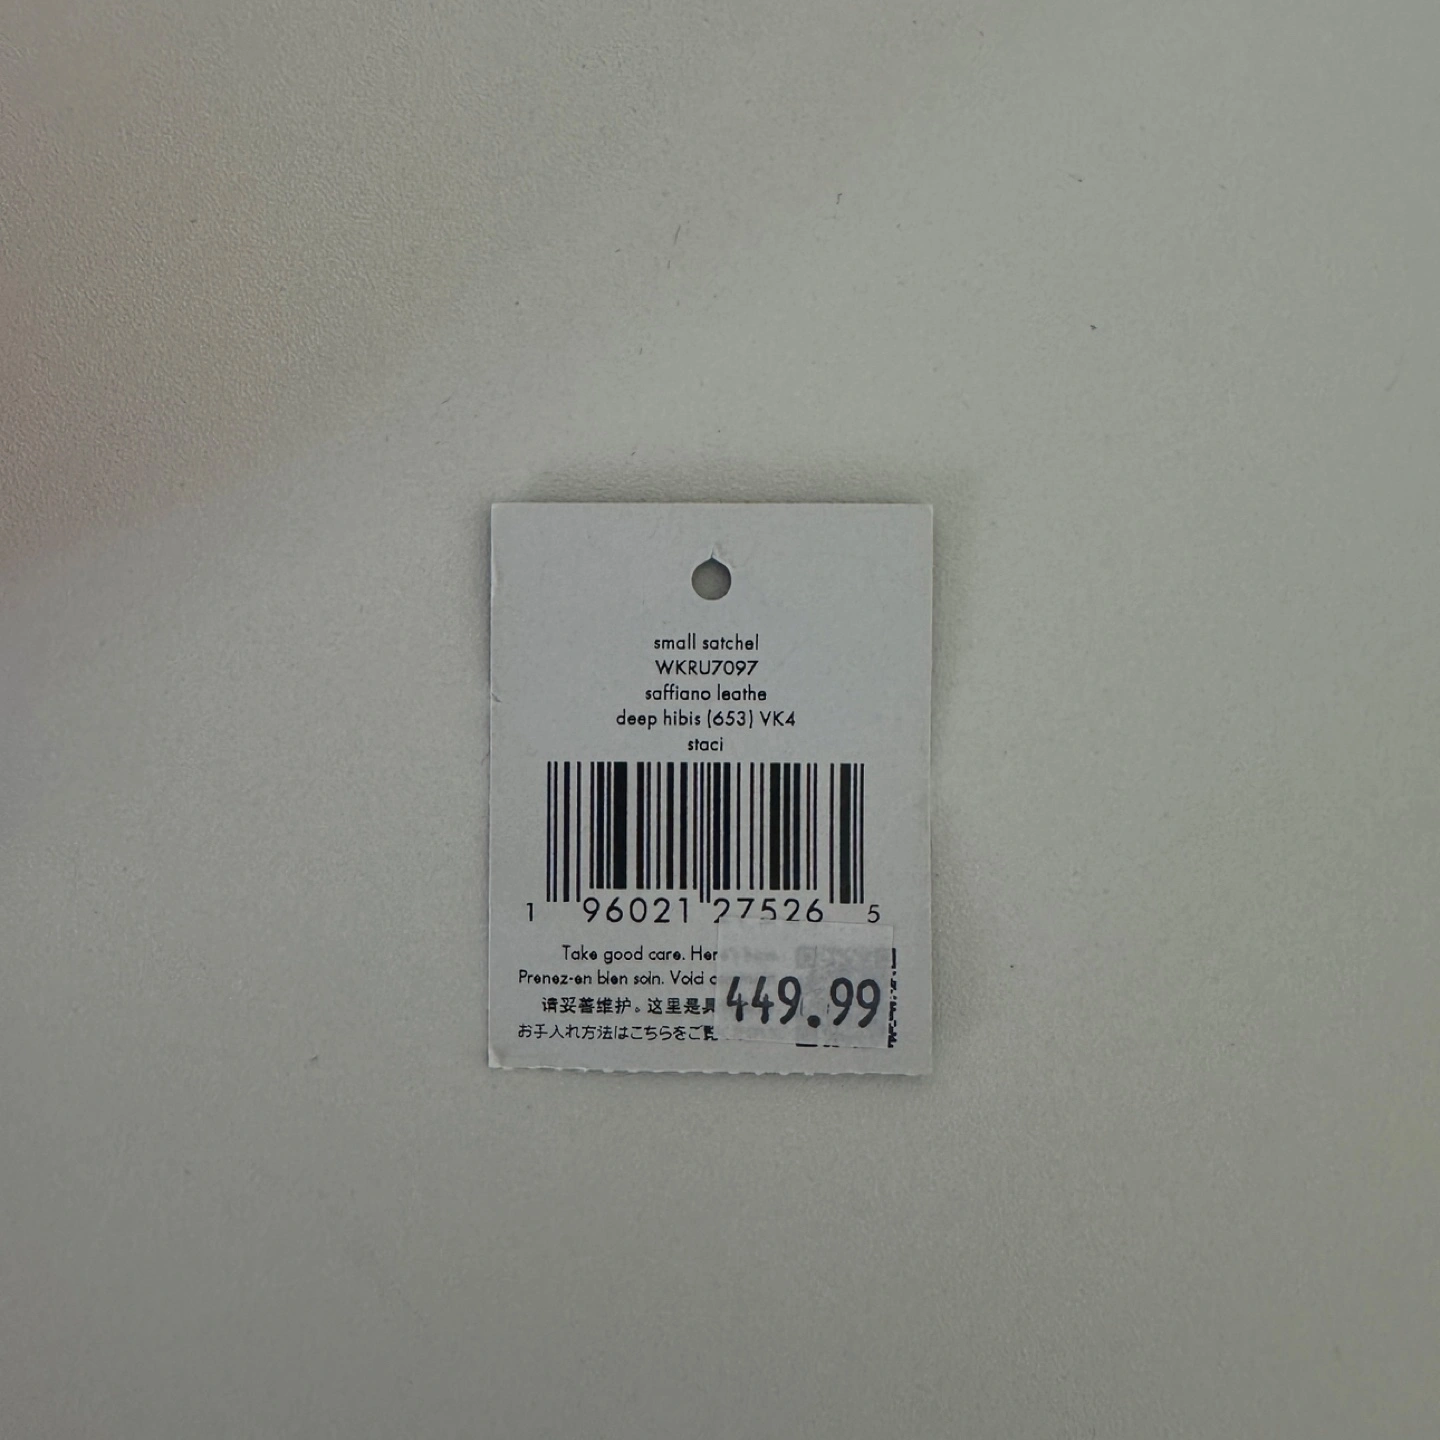 small satchel
WKRU7097
saffiano leathe
deep hibis (653) VK4
staci
1 96021 27526 5
Take good care. Her
Prenez-en bien soin. Void
请妥善维护。这里是具
お手入れ方法はこちらをご覧
449.99